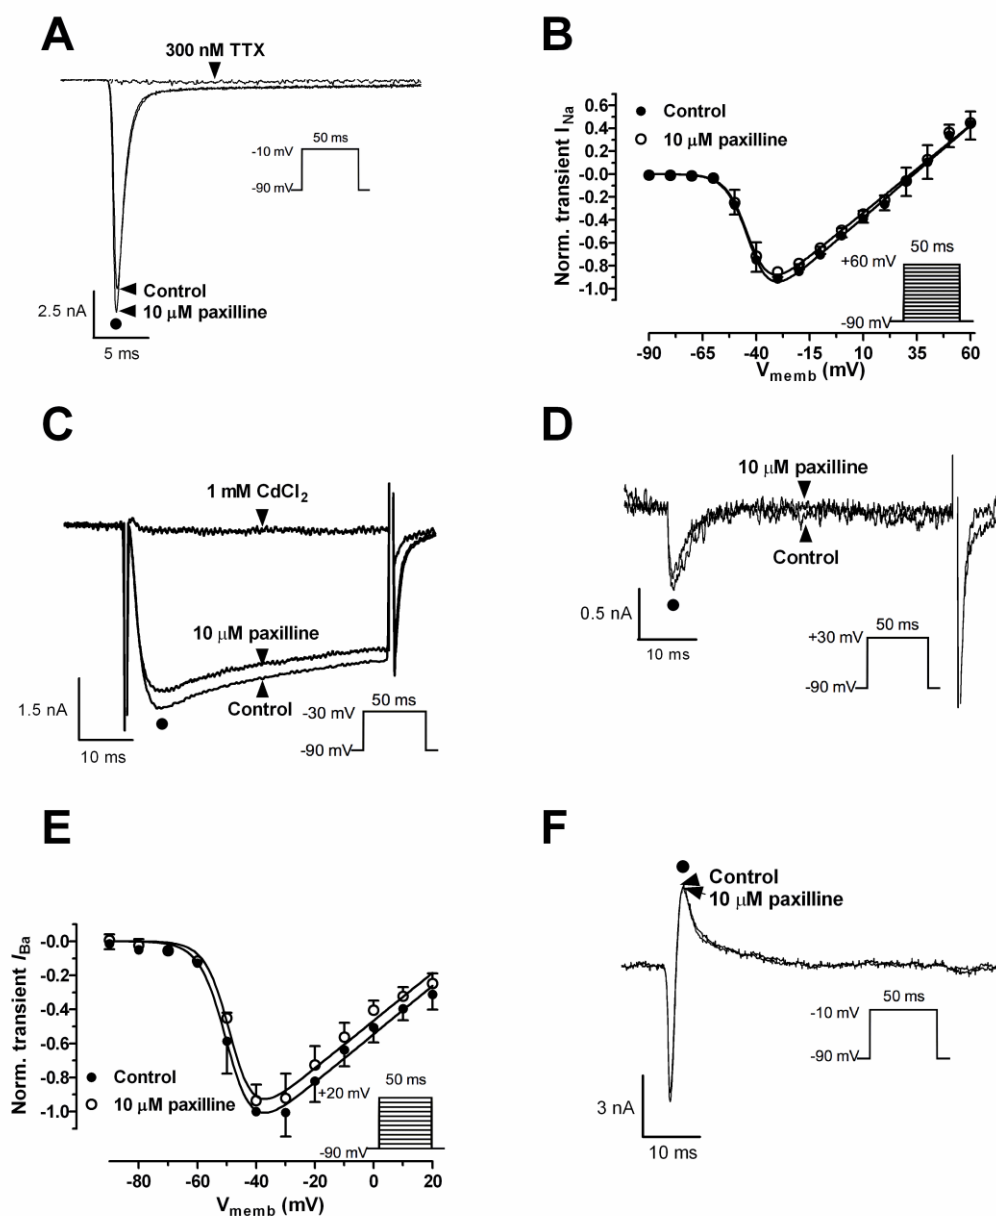 A
300 nM TTX
50 ms
-10 mV
-90 mV
Control
10 μM paxilline
2.5 nA
5 ms
B
Norm. transient I_Na
0.6
0.4
0.2
-0.0
-0.2
-0.4
-0.6
-0.8
-1.0
Control
10 μM paxilline
50 ms
+60 mV
-90 mV
-90 -65 -40 -15 10 35 60
V_memb (mV)
C
1 mM CdCl₂
10 μM paxilline
Control
1.5 nA
10 ms
50 ms
-30 mV
-90 mV
D
10 μM paxilline
Control
0.5 nA
10 ms
50 ms
+30 mV
-90 mV
E
Norm. transient I_Ba
-0.0
-0.2
-0.4
-0.6
-0.8
-1.0
Control
10 μM paxilline
50 ms
+20 mV
-90 mV
-80 -60 -40 -20 0 20
V_memb (mV)
F
Control
10 μM paxilline
50 ms
-10 mV
-90 mV
3 nA
10 ms